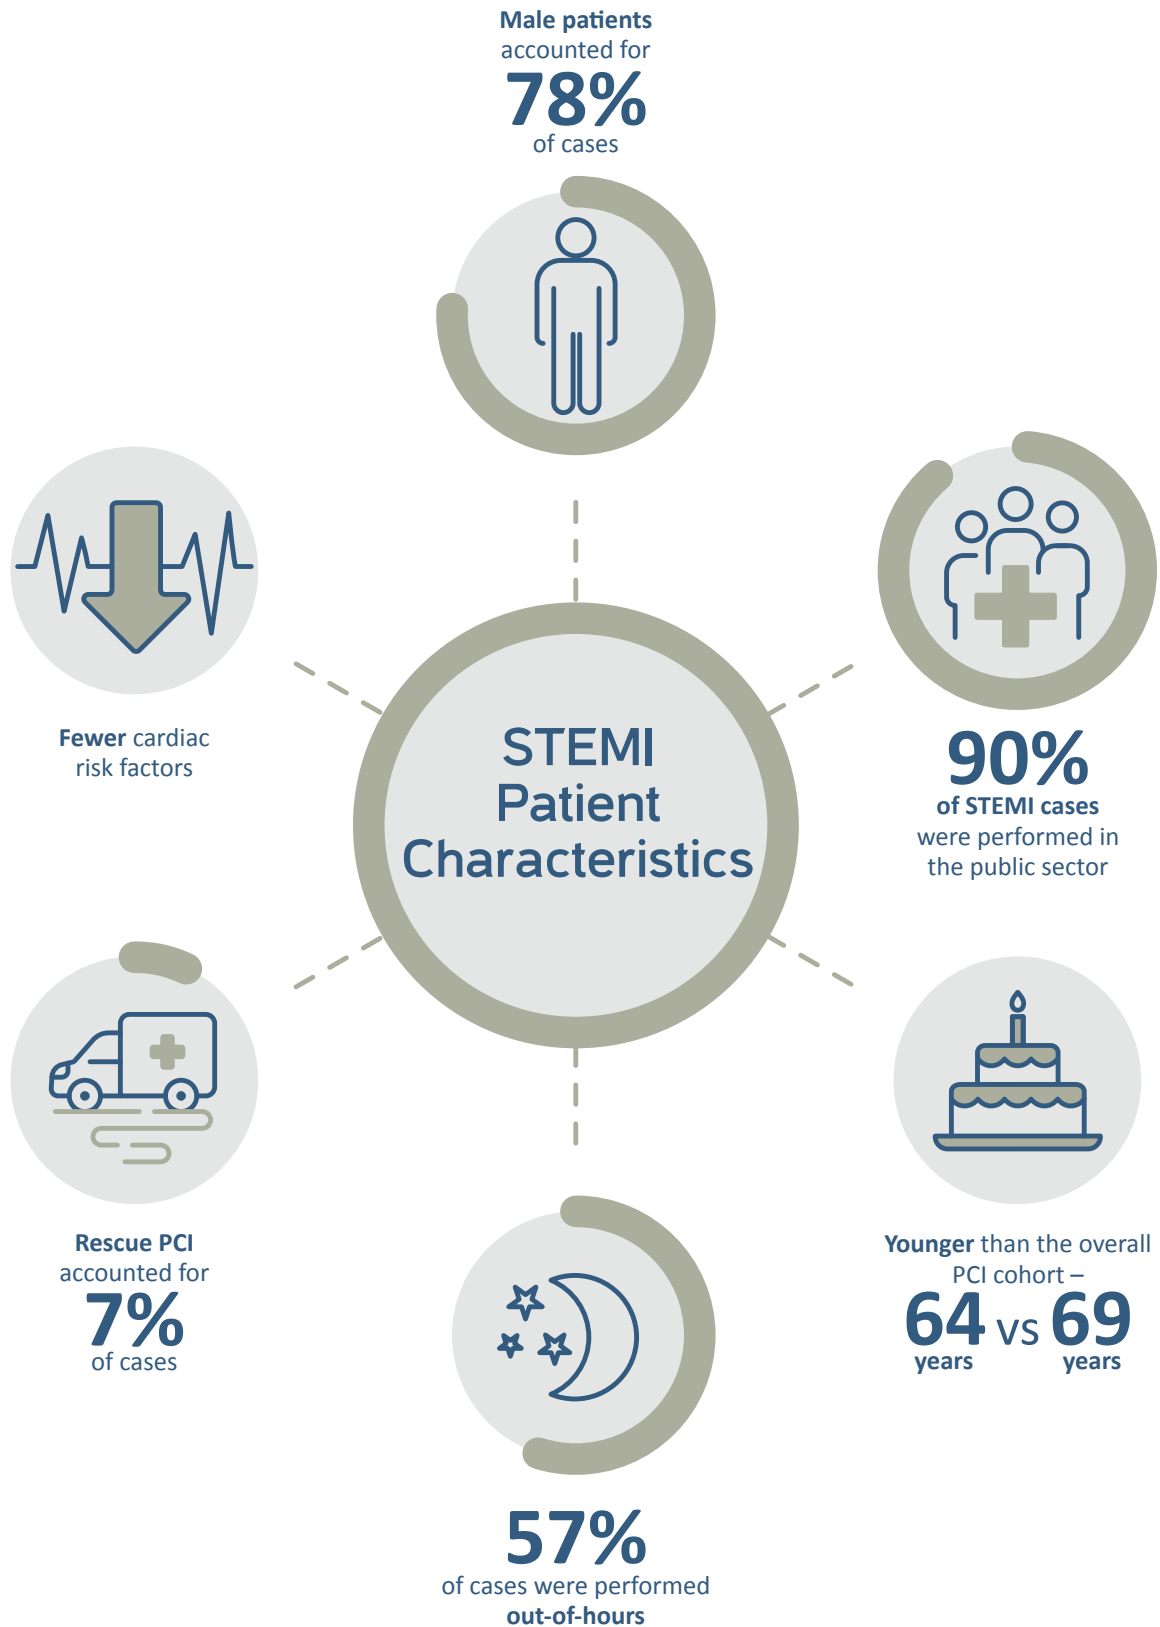 Male patients
accounted for
78%
of cases
Fewer cardiac
risk factors
STEMI
Patient
Characteristics
90%
of STEMI cases
were performed in
the public sector
Rescue PCI
accounted for
7%
of cases
Younger than the overall
PCI cohort –
64 vs 69
years years
57%
of cases were performed
out-of-hours